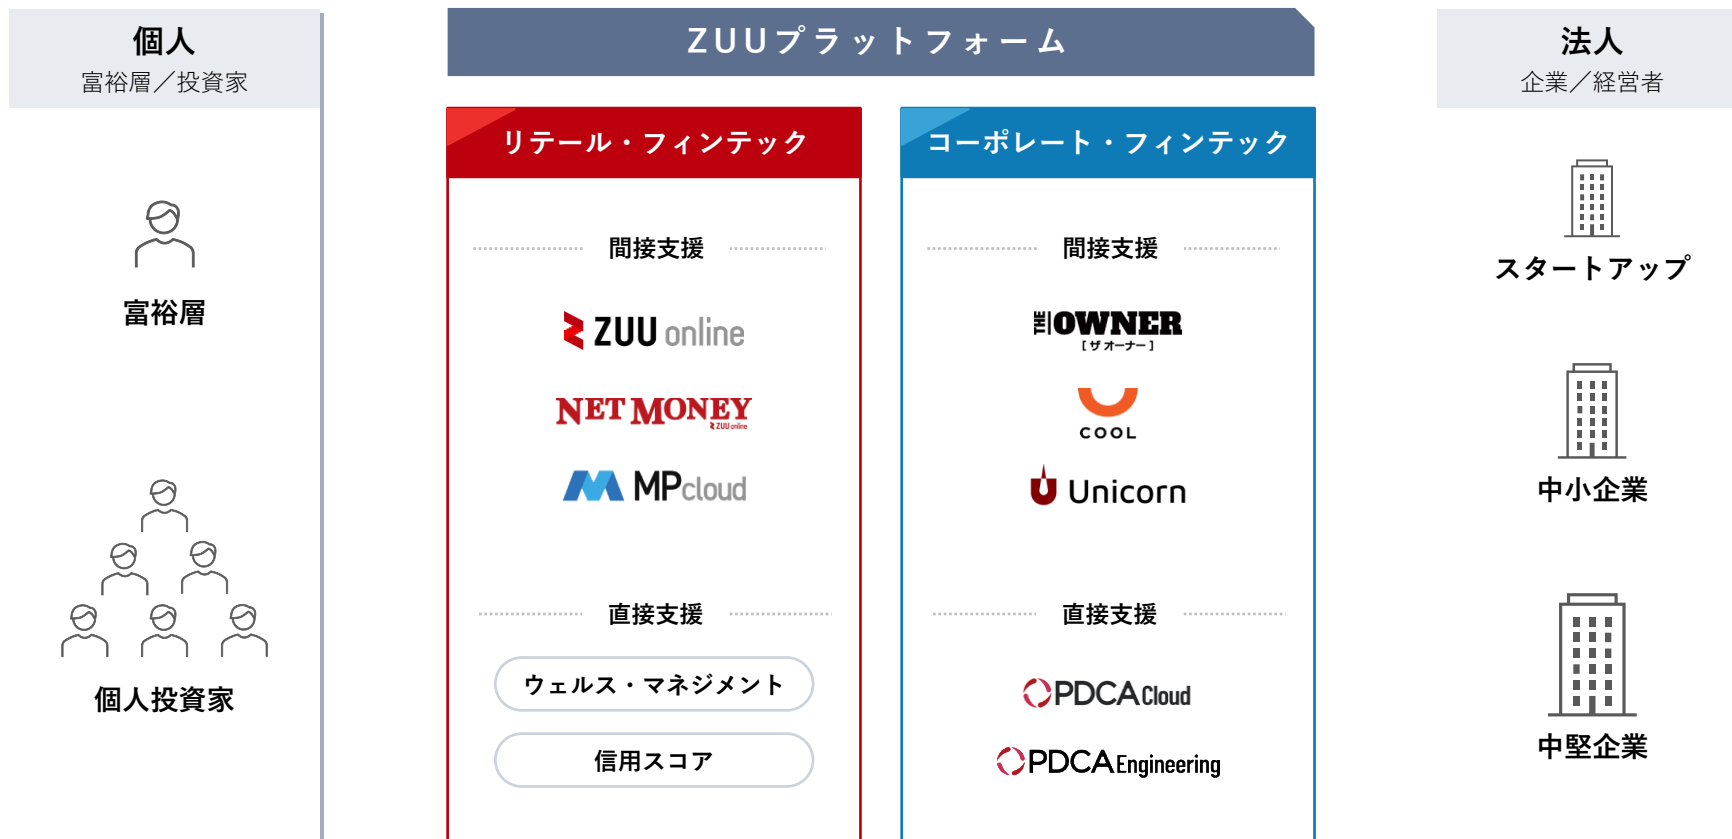 個人
富裕層／投資家
富裕層
個人投資家
ZUUプラットフォーム
リテール・フィンテック
間接支援
ZUU online
NET MONEY
ZUU online
MPcloud
直接支援
ウェルス・マネジメント
信用スコア
コーポレート・フィンテック
間接支援
THE OWNER
[ ザ オーナー ]
COOL
Unicorn
直接支援
PDCA Cloud
PDCA Engineering
法人
企業／経営者
スタートアップ
中小企業
中堅企業